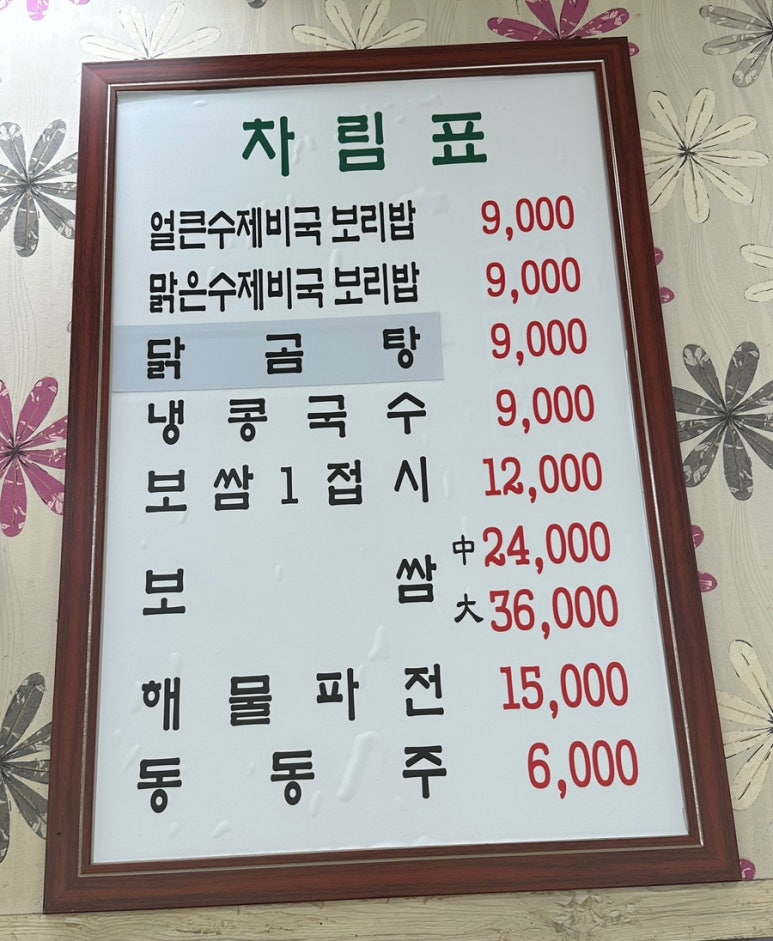 차림표
얼큰수제비국 보리밥 9,000
맑은수제비국 보리밥 9,000
닭곰탕 9,000
냉콩국수 9,000
보쌈1접시 12,000
보쌈 中 24,000
大 36,000
해물파전 15,000
동동주 6,000